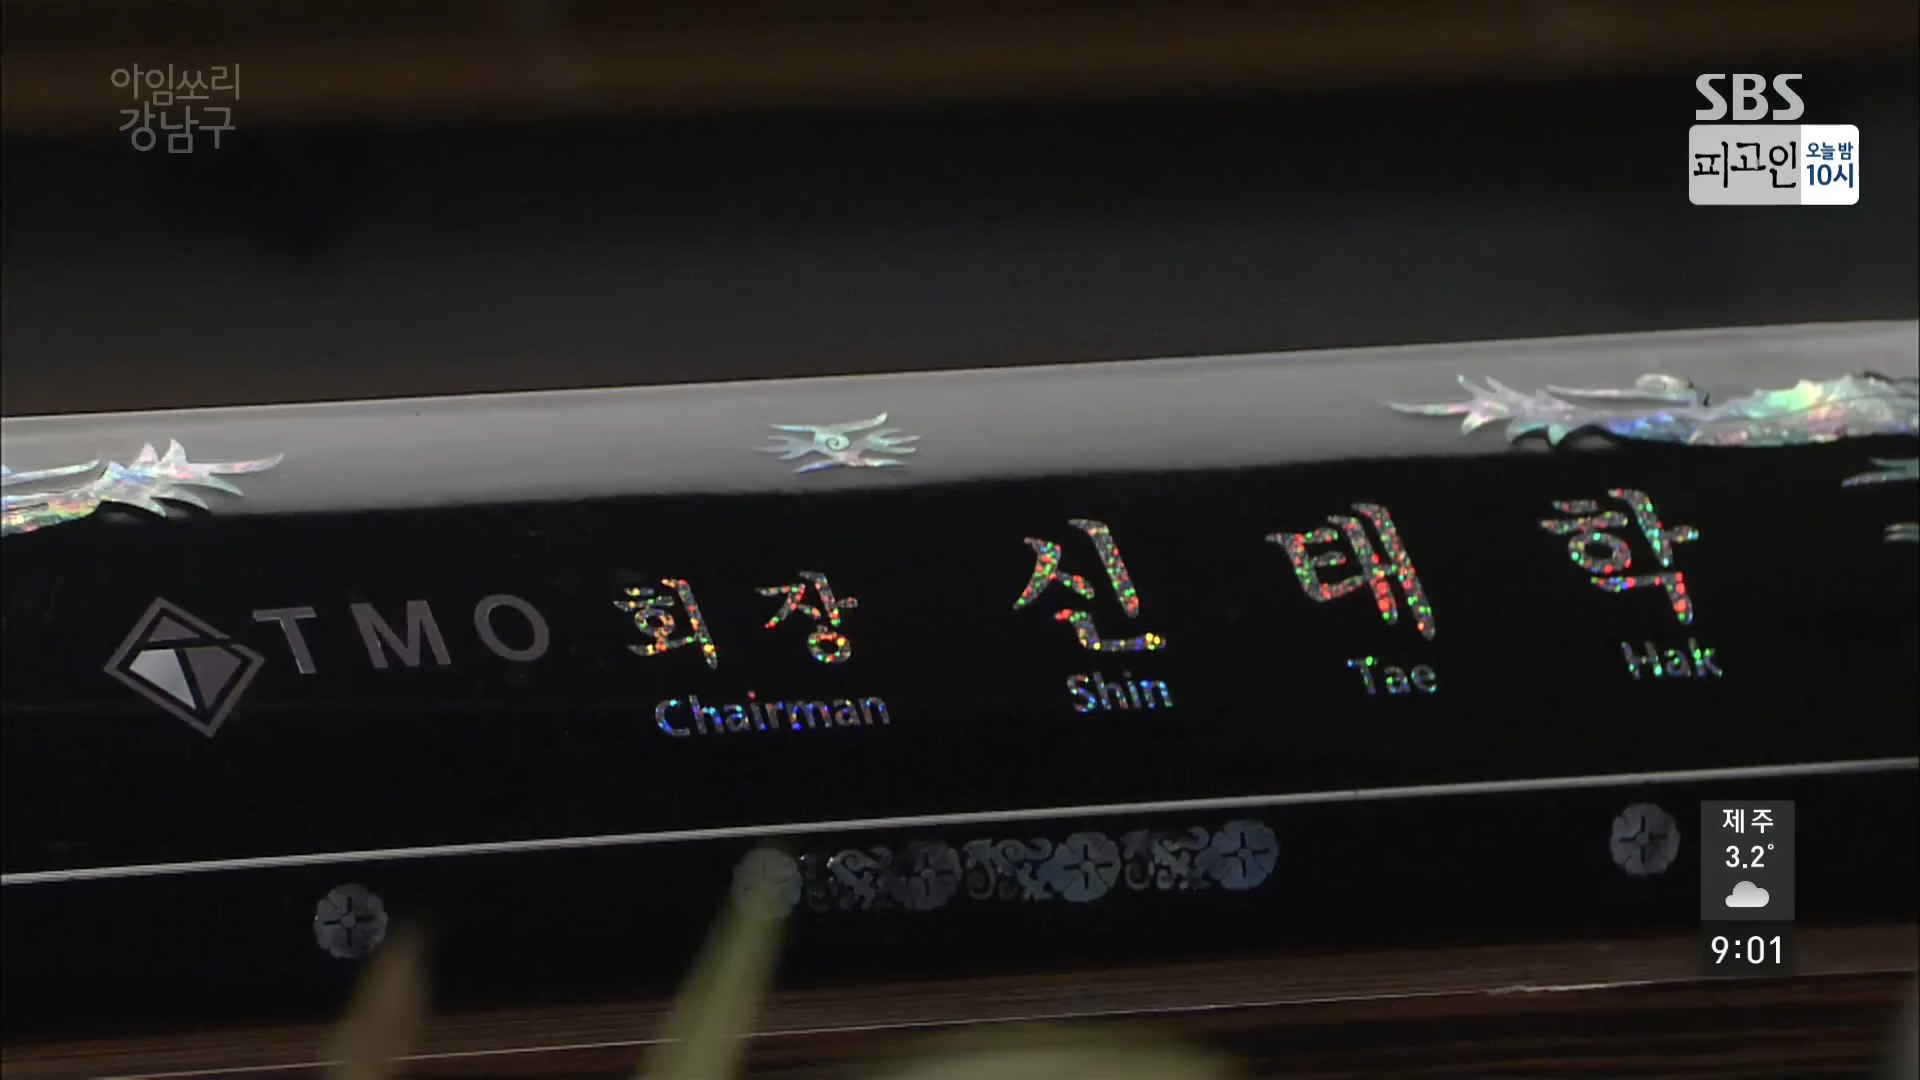 아임쏘리
강남구
SBS
피고인 오늘밤 10시
TMO 회장 신태학
Chairman Shin Tae Hak
제주
3.2°
9:01